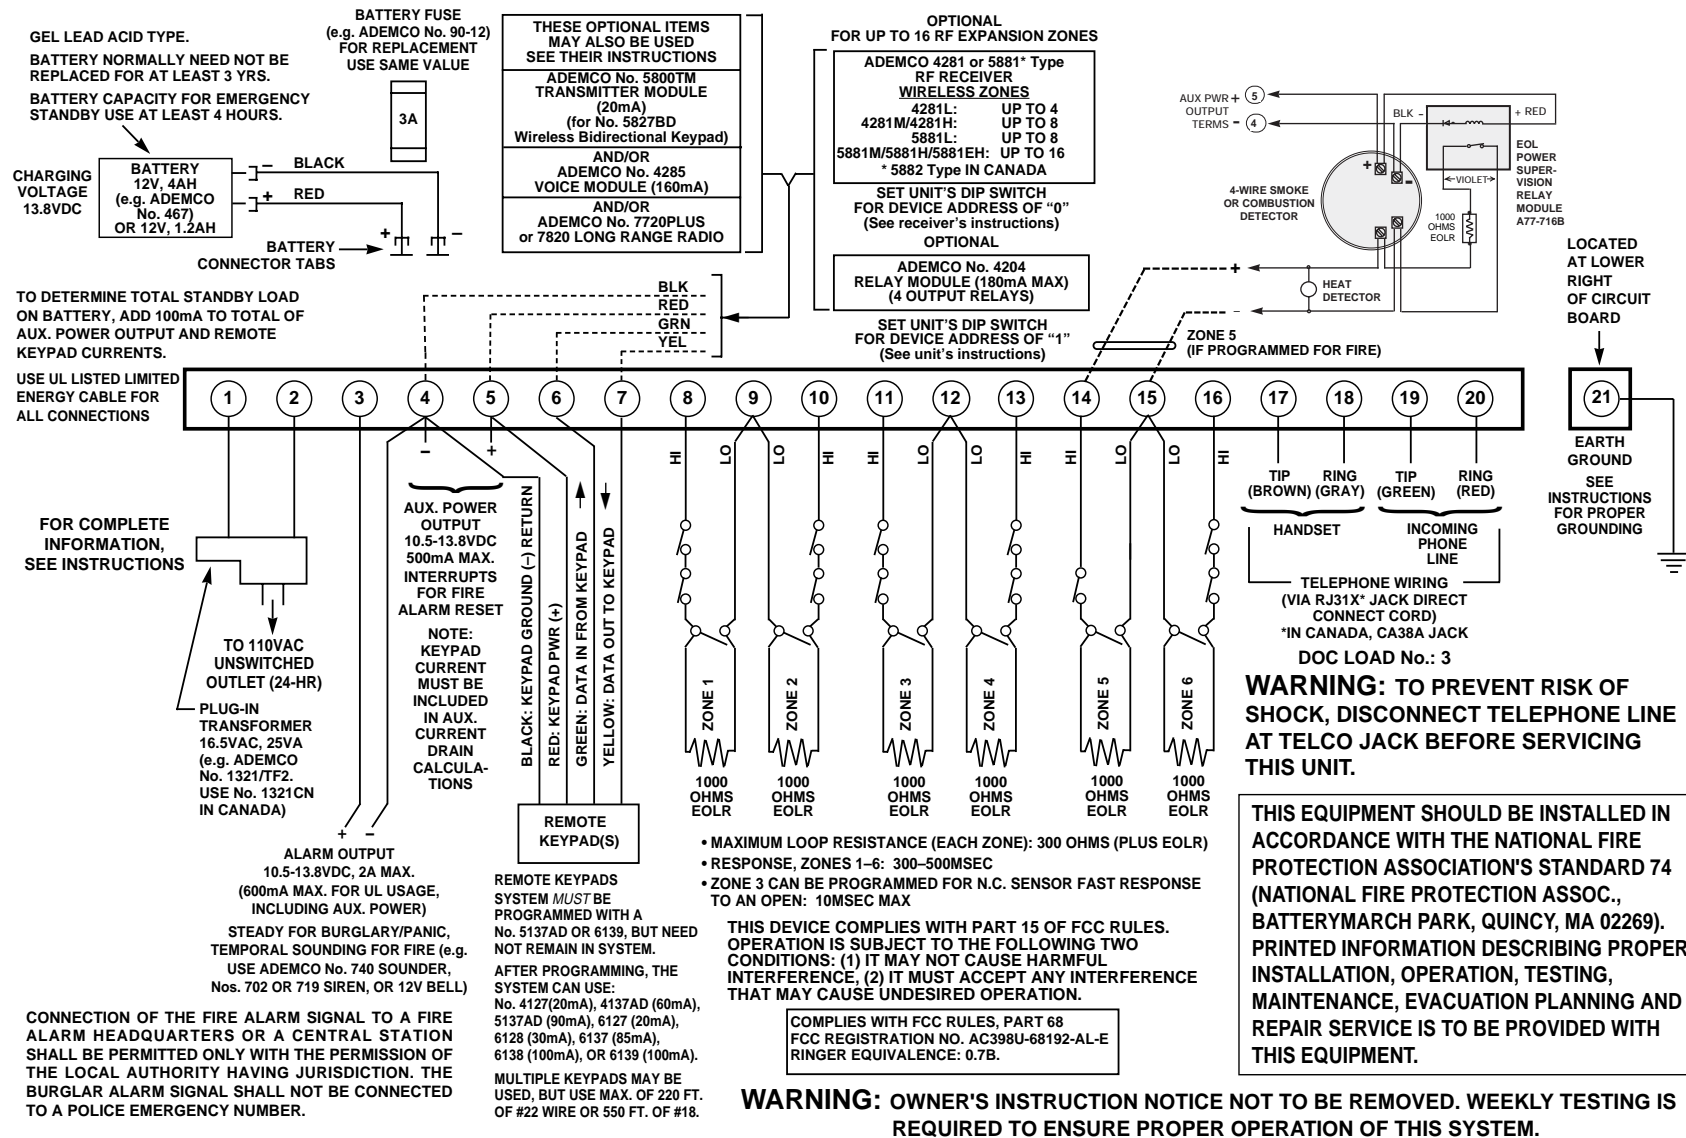 GEL LEAD ACID TYPE.
BATTERY NORMALLY NEED NOT BE
REPLACED FOR AT LEAST 3 YRS.
BATTERY CAPACITY FOR EMERGENCY
STANDBY USE AT LEAST 4 HOURS.
CHARGING
VOLTAGE
13.8VDC
BATTERY
12V, 4AH
(e.g. ADEMCO
No. 467)
OR 12V, 1.2AH
– BLACK
+ RED
+ –
BATTERY
CONNECTOR TABS
BATTERY FUSE
(e.g. ADEMCO No. 90-12)
FOR REPLACEMENT
USE SAME VALUE
3A
THESE OPTIONAL ITEMS
MAY ALSO BE USED
SEE THEIR INSTRUCTIONS
ADEMCO No. 5800TM
TRANSMITTER MODULE
(20mA)
(for No. 5827BD
Wireless Bidirectional Keypad)
AND/OR
ADEMCO No. 4285
VOICE MODULE (160mA)
AND/OR
ADEMCO No. 7720PLUS
or 7820 LONG RANGE RADIO
OPTIONAL
FOR UP TO 16 RF EXPANSION ZONES
ADEMCO 4281 or 5881* Type
RF RECEIVER
WIRELESS ZONES
4281L: UP TO 4
4281M/4281H: UP TO 8
5881L: UP TO 8
5881M/5881H/5881EH: UP TO 16
* 5882 Type IN CANADA
SET UNIT'S DIP SWITCH
FOR DEVICE ADDRESS OF “0”
(See receiver's instructions)
OPTIONAL
ADEMCO No. 4204
RELAY MODULE (180mA MAX)
(4 OUTPUT RELAYS)
SET UNIT'S DIP SWITCH
FOR DEVICE ADDRESS OF “1”
(See unit's instructions)
AUX PWR + 5
OUTPUT
TERMS – 4
BLK –
+ RED
EOL
POWER
SUPER-
VISION
RELAY
MODULE
A77-716B
VIOLET
+ –
4-WIRE SMOKE
OR COMBUSTION
DETECTOR
1000
OHMS
EOLR
+
–
HEAT
DETECTOR
ZONE 5
(IF PROGRAMMED FOR FIRE)
LOCATED
AT LOWER
RIGHT
OF CIRCUIT
BOARD
TO DETERMINE TOTAL STANDBY LOAD
ON BATTERY, ADD 100mA TO TOTAL OF
AUX. POWER OUTPUT AND REMOTE
KEYPAD CURRENTS.
USE UL LISTED LIMITED
ENERGY CABLE FOR
ALL CONNECTIONS
BLK
RED
GRN
YEL
1 2 3 4 5 6 7 8 9 10 11 12 13 14 15 16 17 18 19 20 21
EARTH
GROUND
SEE
INSTRUCTIONS
FOR PROPER
GROUNDING
– +
HI LO LO HI HI LO LO HI HI LO LO HI
FOR COMPLETE
INFORMATION,
SEE INSTRUCTIONS
TO 110VAC
UNSWITCHED
OUTLET (24-HR)
PLUG-IN
TRANSFORMER
16.5VAC, 25VA
(e.g. ADEMCO
No. 1321/TF2.
USE No. 1321CN
IN CANADA)
AUX. POWER
OUTPUT
10.5-13.8VDC
500mA MAX.
INTERRUPTS
FOR FIRE
ALARM RESET
NOTE:
KEYPAD
CURRENT
MUST BE
INCLUDED
IN AUX.
CURRENT
DRAIN
CALCULA-
TIONS
BLACK: KEYPAD GROUND (–) RETURN
RED: KEYPAD PWR (+)
GREEN: DATA IN FROM KEYPAD
YELLOW: DATA OUT TO KEYPAD
REMOTE
KEYPAD(S)
+ –
ALARM OUTPUT
10.5-13.8VDC, 2A MAX.
(600mA MAX. FOR UL USAGE,
INCLUDING AUX. POWER)
STEADY FOR BURGLARY/PANIC,
TEMPORAL SOUNDING FOR FIRE (e.g.
USE ADEMCO No. 740 SOUNDER,
Nos. 702 OR 719 SIREN, OR 12V BELL)
CONNECTION OF THE FIRE ALARM SIGNAL TO A FIRE
ALARM HEADQUARTERS OR A CENTRAL STATION
SHALL BE PERMITTED ONLY WITH THE PERMISSION OF
THE LOCAL AUTHORITY HAVING JURISDICTION. THE
BURGLAR ALARM SIGNAL SHALL NOT BE CONNECTED
TO A POLICE EMERGENCY NUMBER.
REMOTE KEYPADS
SYSTEM MUST BE
PROGRAMMED WITH A
No. 5137AD OR 6139, BUT NEED
NOT REMAIN IN SYSTEM.
AFTER PROGRAMMING, THE
SYSTEM CAN USE:
No. 4127(20mA), 4137AD (60mA),
5137AD (90mA), 6127 (20mA),
6128 (30mA), 6137 (85mA),
6138 (100mA), OR 6139 (100mA).
MULTIPLE KEYPADS MAY BE
USED, BUT USE MAX. OF 220 FT.
OF #22 WIRE OR 550 FT. OF #18.
ZONE 1
ZONE 2
ZONE 3
ZONE 4
ZONE 5
ZONE 6
1000 1000 1000 1000 1000 1000
OHMS OHMS OHMS OHMS OHMS OHMS
EOLR EOLR EOLR EOLR EOLR EOLR
• MAXIMUM LOOP RESISTANCE (EACH ZONE): 300 OHMS (PLUS EOLR)
• RESPONSE, ZONES 1–6: 300–500MSEC
• ZONE 3 CAN BE PROGRAMMED FOR N.C. SENSOR FAST RESPONSE
TO AN OPEN: 10MSEC MAX
THIS DEVICE COMPLIES WITH PART 15 OF FCC RULES.
OPERATION IS SUBJECT TO THE FOLLOWING TWO
CONDITIONS: (1) IT MAY NOT CAUSE HARMFUL
INTERFERENCE, (2) IT MUST ACCEPT ANY INTERFERENCE
THAT MAY CAUSE UNDESIRED OPERATION.
COMPLIES WITH FCC RULES, PART 68
FCC REGISTRATION NO. AC398U-68192-AL-E
RINGER EQUIVALENCE: 0.7B.
TIP RING TIP RING
(BROWN) (GRAY) (GREEN) (RED)
HANDSET
INCOMING
PHONE
LINE
TELEPHONE WIRING
(VIA RJ31X* JACK DIRECT
CONNECT CORD)
*IN CANADA, CA38A JACK
DOC LOAD No.: 3
WARNING: TO PREVENT RISK OF
SHOCK, DISCONNECT TELEPHONE LINE
AT TELCO JACK BEFORE SERVICING
THIS UNIT.
THIS EQUIPMENT SHOULD BE INSTALLED IN
ACCORDANCE WITH THE NATIONAL FIRE
PROTECTION ASSOCIATION'S STANDARD 74
(NATIONAL FIRE PROTECTION ASSOC.,
BATTERYMARCH PARK, QUINCY, MA 02269).
PRINTED INFORMATION DESCRIBING PROPER
INSTALLATION, OPERATION, TESTING,
MAINTENANCE, EVACUATION PLANNING AND
REPAIR SERVICE IS TO BE PROVIDED WITH
THIS EQUIPMENT.
WARNING: OWNER'S INSTRUCTION NOTICE NOT TO BE REMOVED. WEEKLY TESTING IS
REQUIRED TO ENSURE PROPER OPERATION OF THIS SYSTEM.